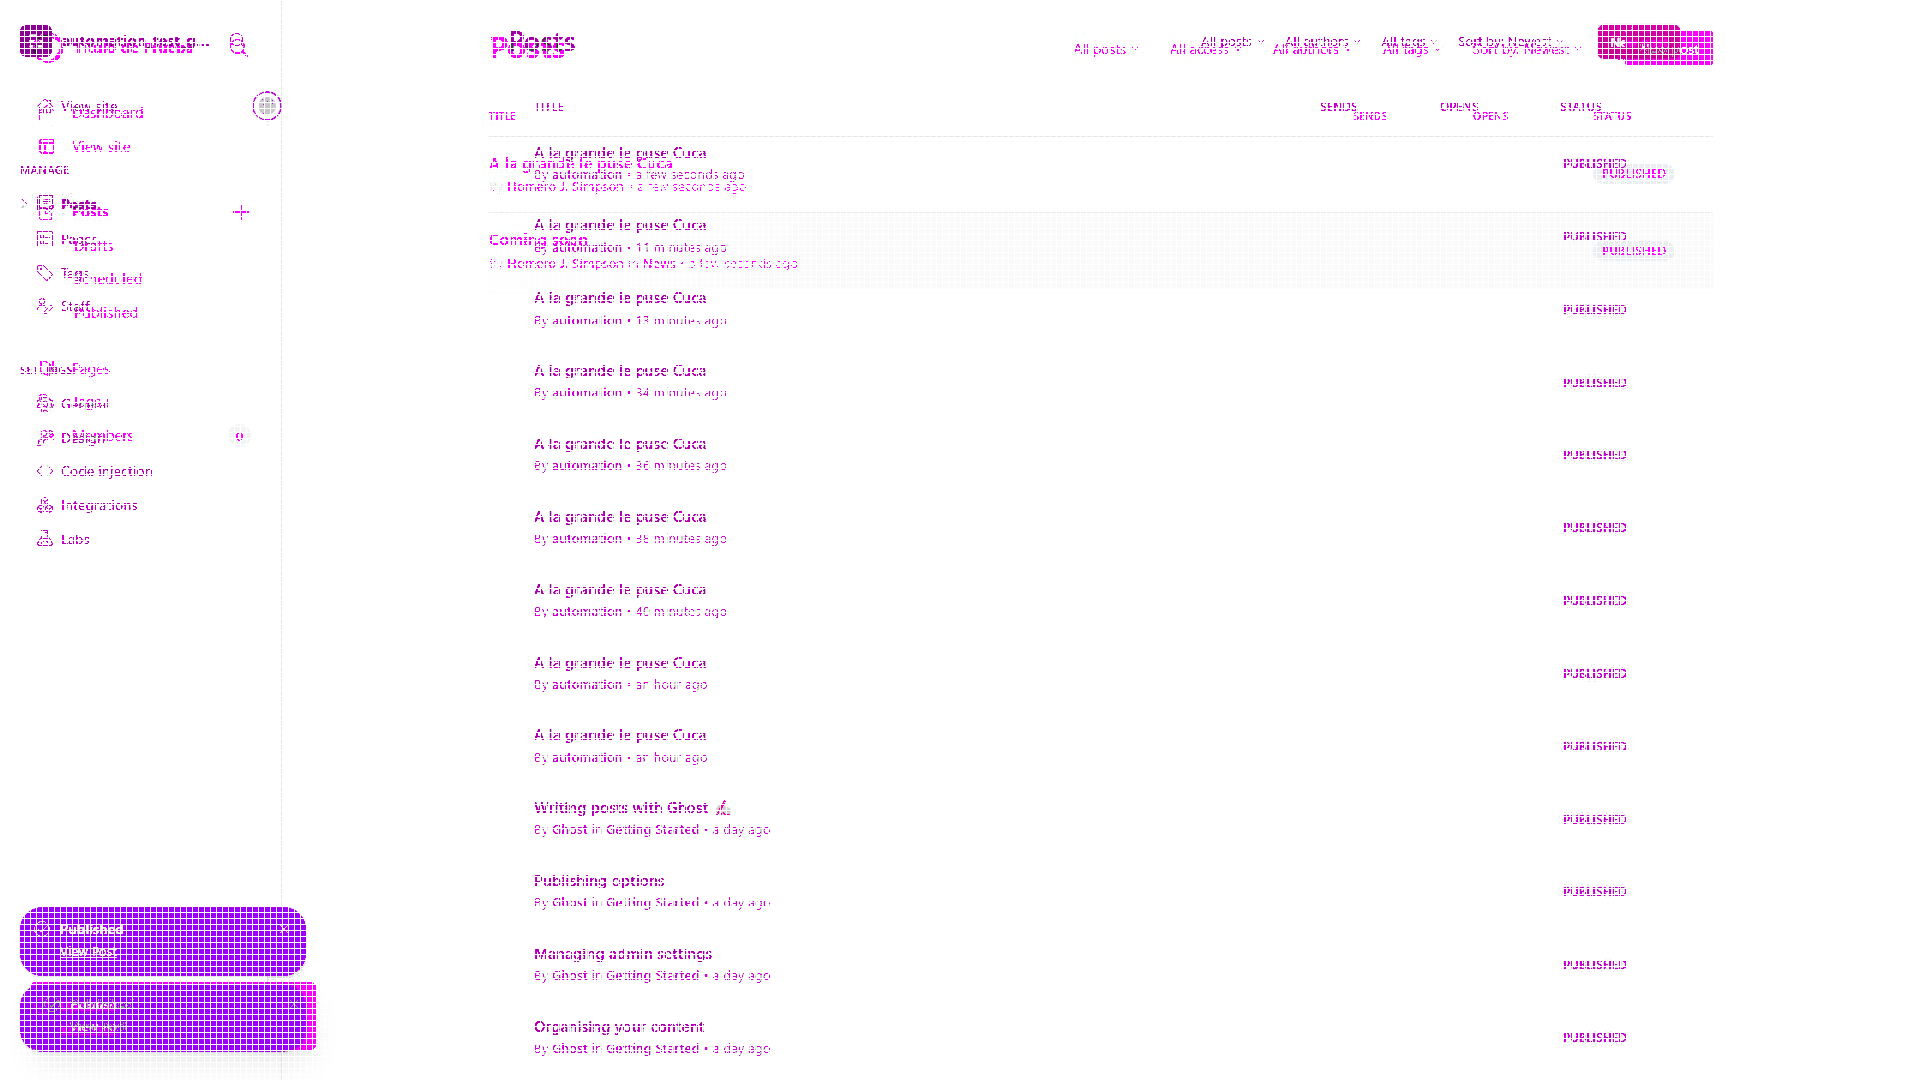 automation-test-g...
Posts
All posts
All authors
All tags
Sort by: Newest
All posts
All access
All authors
All tags
Sort by: Newest
View site
Dashboard
View site
MANAGE
Posts
Posts
Pages
Drafts
Tags
Scheduled
Staff
Published
Pages
Members
0
Code injection
Integrations
Labs
TITLE
SENDS
OPENS
STATUS
TITLE
SENDS
OPENS
STATUS
A la grande le puse Cuca
A la grande le puse Cuca
PUBLISHED
By automation • a few seconds ago
PUBLISHED
By Homero J. Simpson • a few seconds ago
A la grande le puse Cuca
PUBLISHED
Coming soon
By automation • 11 minutes ago
PUBLISHED
By Homero J. Simpson in News • a few seconds ago
A la grande le puse Cuca
PUBLISHED
By automation • 13 minutes ago
A la grande le puse Cuca
PUBLISHED
By automation • 34 minutes ago
A la grande le puse Cuca
PUBLISHED
By automation • 36 minutes ago
A la grande le puse Cuca
PUBLISHED
By automation • 38 minutes ago
A la grande le puse Cuca
PUBLISHED
By automation • 40 minutes ago
A la grande le puse Cuca
PUBLISHED
By automation • an hour ago
A la grande le puse Cuca
PUBLISHED
By automation • an hour ago
Writing posts with Ghost
PUBLISHED
By Ghost in Getting Started • a day ago
Publishing options
PUBLISHED
By Ghost in Getting Started • a day ago
Managing admin settings
PUBLISHED
By Ghost in Getting Started • a day ago
Organising your content
PUBLISHED
By Ghost in Getting Started • a day ago
Published
View Post